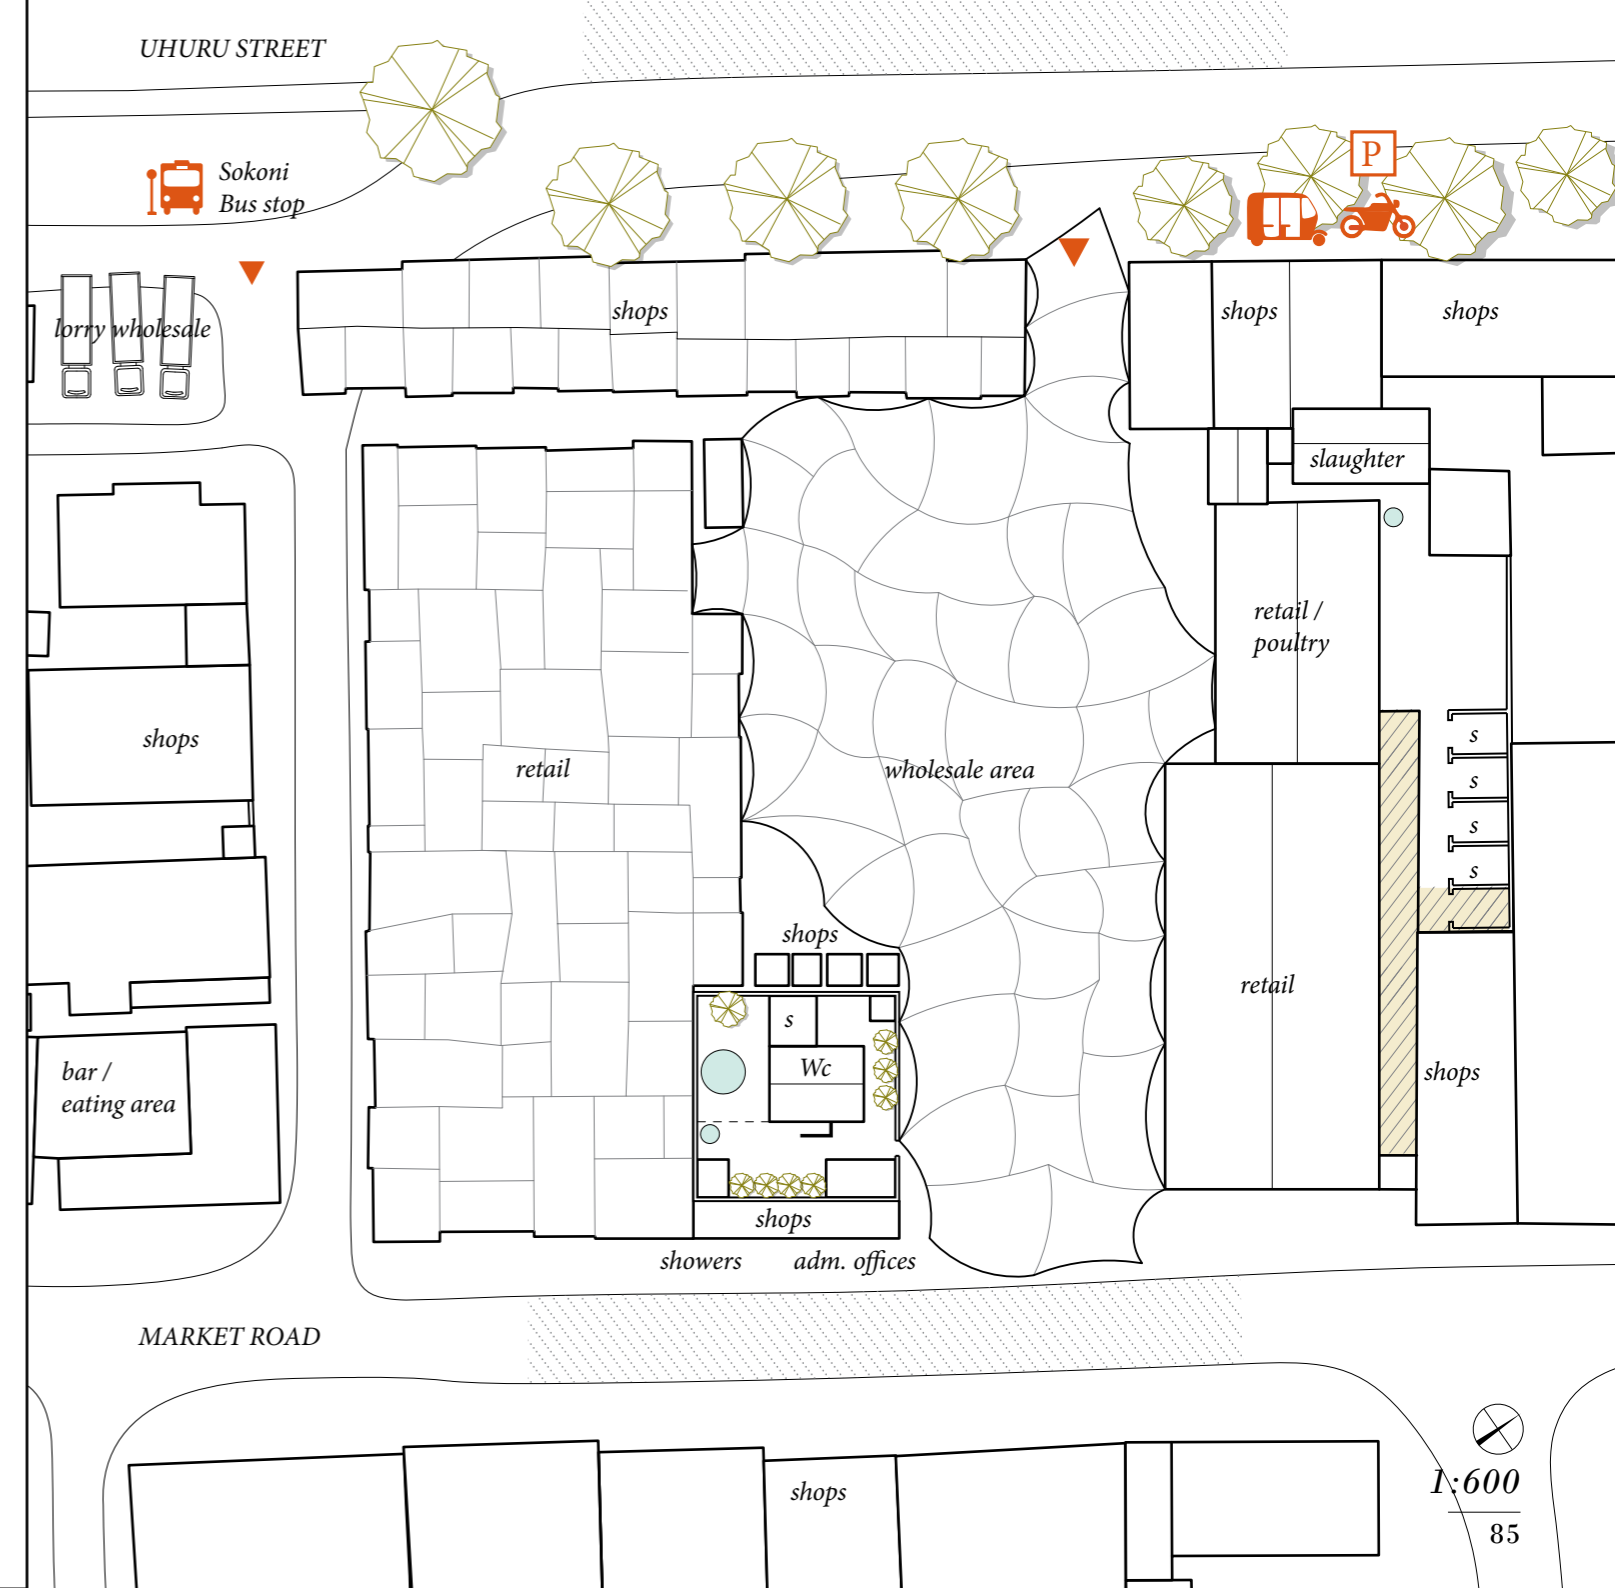 UHURU STREET
P
Sokoni
Bus stop
lorry wholesale
shops
shops
shops
slaughter
retail /
poultry
shops
retail
wholesale area
s
s
s
s
shops
retail
s
Wc
bar /
eating area
shops
shops
showers
adm. offices
MARKET ROAD
shops
1:600
85